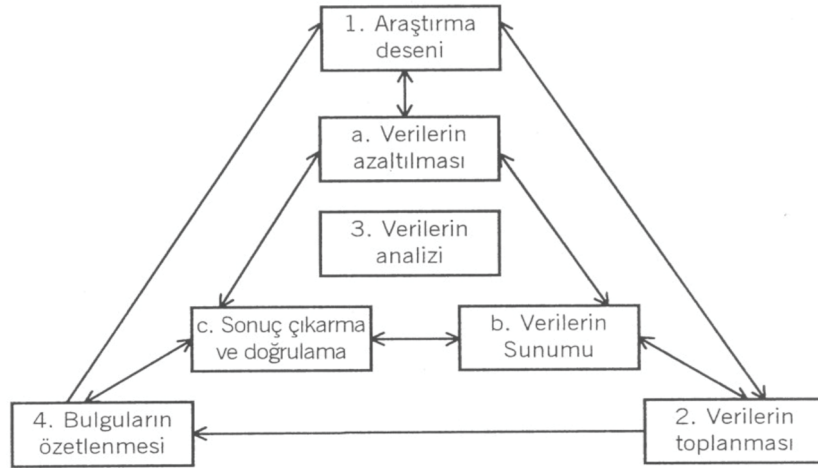 1. Araştırma
deseni
a. Verilerin
azaltılması
3. Verilerin
analizi
c. Sonuç çıkarma
ve doğrulama
b. Verilerin
Sunumu
4. Bulguların
özetlenmesi
2. Verilerin
toplanması